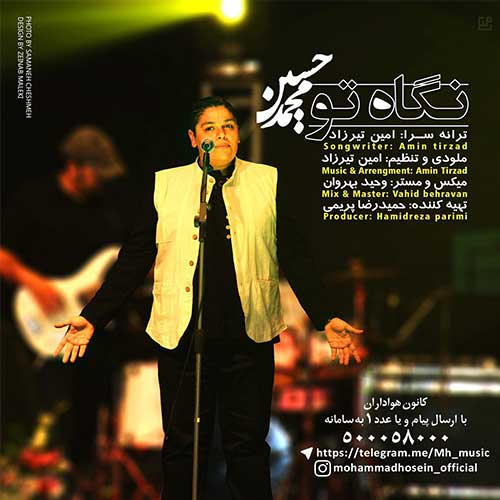 PHOTO BY SAMANEH CHESHMEH
DESIGN BY ZEINAB MALEKI
نگاه تو
محمد حسین
ترانه سرا: امین تیرزاد
Songwriter: Amin tirzad
ملودی و تنظیم: امین تیرزاد
Music & Arrengment: Amin Tirzad
میکس و مستر: وحید بهروان
Mix & Master: Vahid behravan
تهیه کننده: حمیدرضا پریمی
Producer: Hamidreza parimi
کانون هواداران
با ارسال پیام و یا عدد ۱ به سامانه
۵۰۰۰۵۸۰۰۰
https://telegram.me/Mh_music
mohammadhosein_official